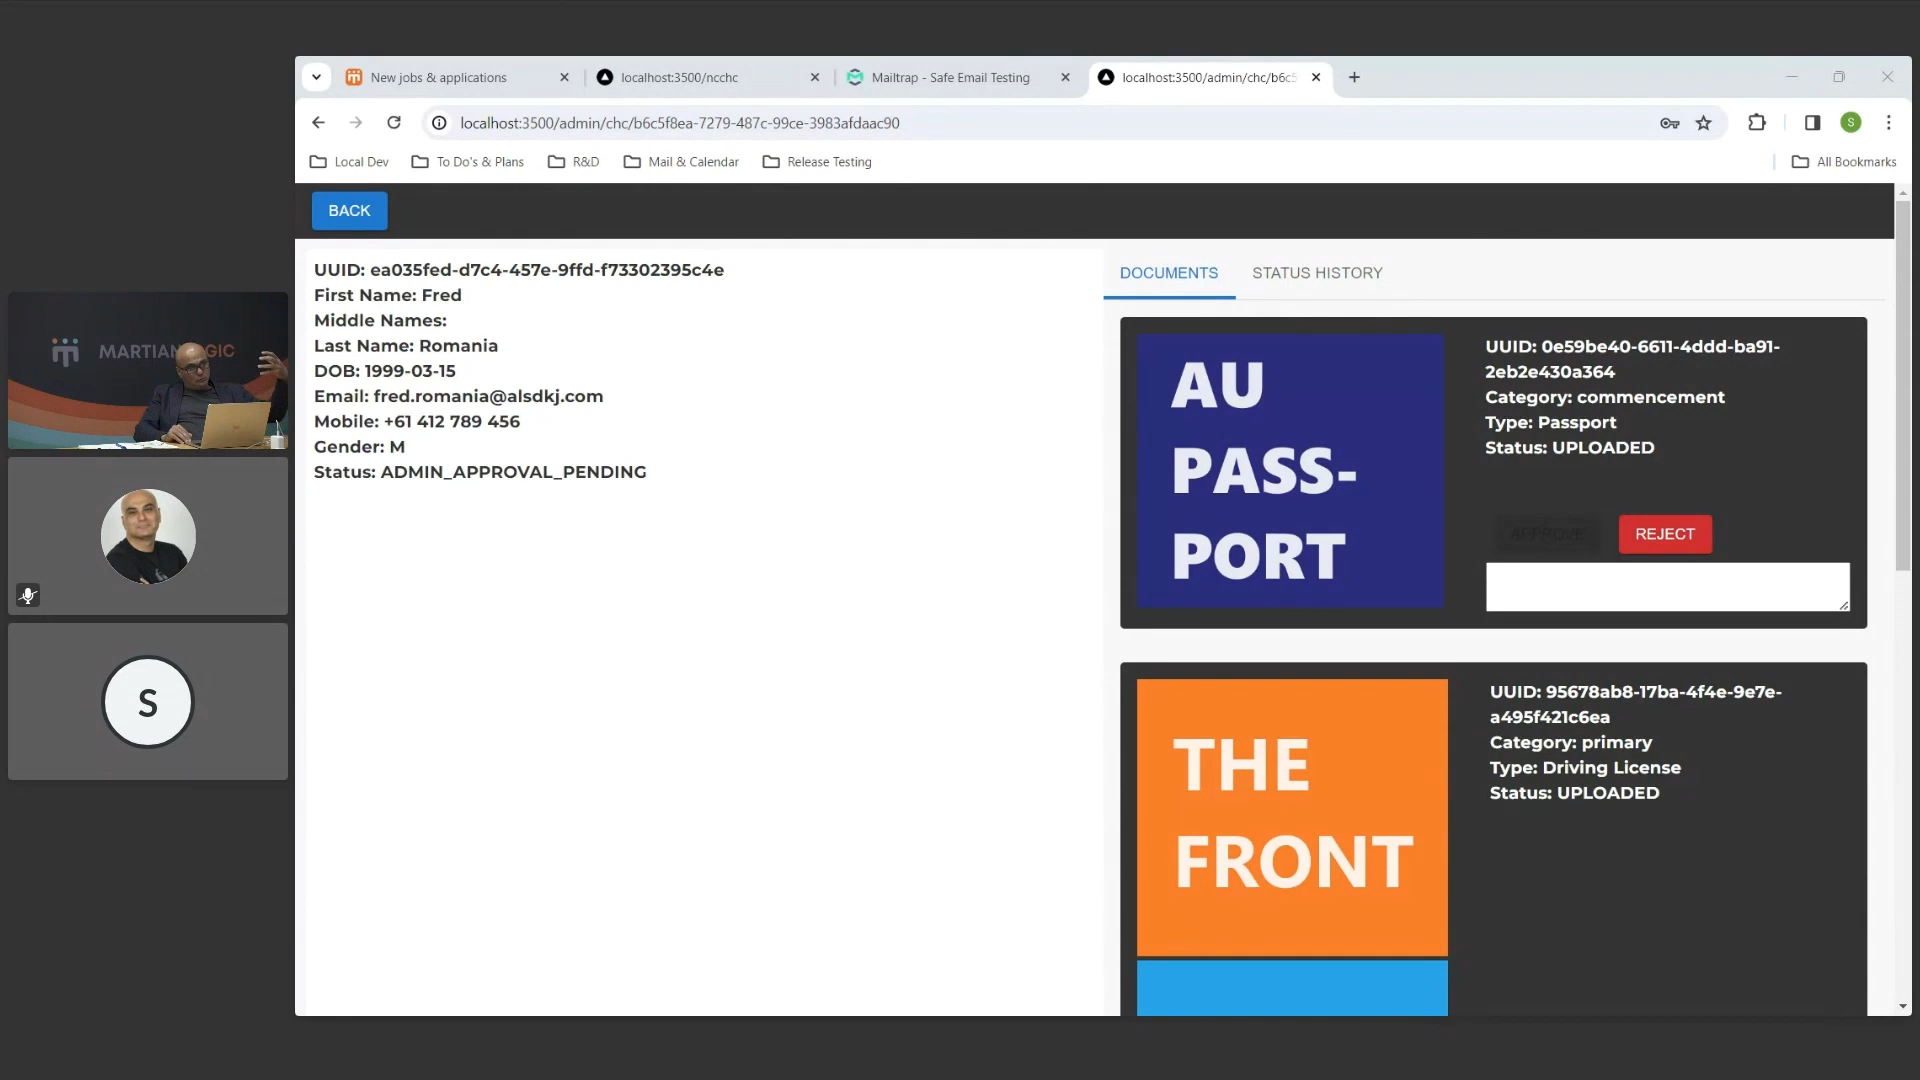 New jobs & applications
localhost:3500/ncchc
Mailtrap - Safe Email Testing
localhost:3500/admin/chc/b6c5
localhost:3500/admin/chc/b6c5f8ea-7279-487c-99ce-3983afdaac90
S
Local Dev
To Do's & Plans
R&D
Mail & Calendar
Release Testing
All Bookmarks
BACK
UUID: ea035fed-d7c4-457e-9ffd-f73302395c4e
First Name: Fred
Middle Names:
Last Name: Romania
DOB: 1999-03-15
Email: fred.romania@alsdkj.com
Mobile: +61 412 789 456
Gender: M
Status: ADMIN_APPROVAL_PENDING
DOCUMENTS
STATUS HISTORY
AU
PASS-
PORT
UUID: 0e59be40-6611-4ddd-ba91-
2eb2e430a364
Category: commencement
Type: Passport
Status: UPLOADED
APPROVE
REJECT
THE
FRONT
UUID: 95678ab8-17ba-4f4e-9e7e-
a495f421c6ea
Category: primary
Type: Driving License
Status: UPLOADED
S